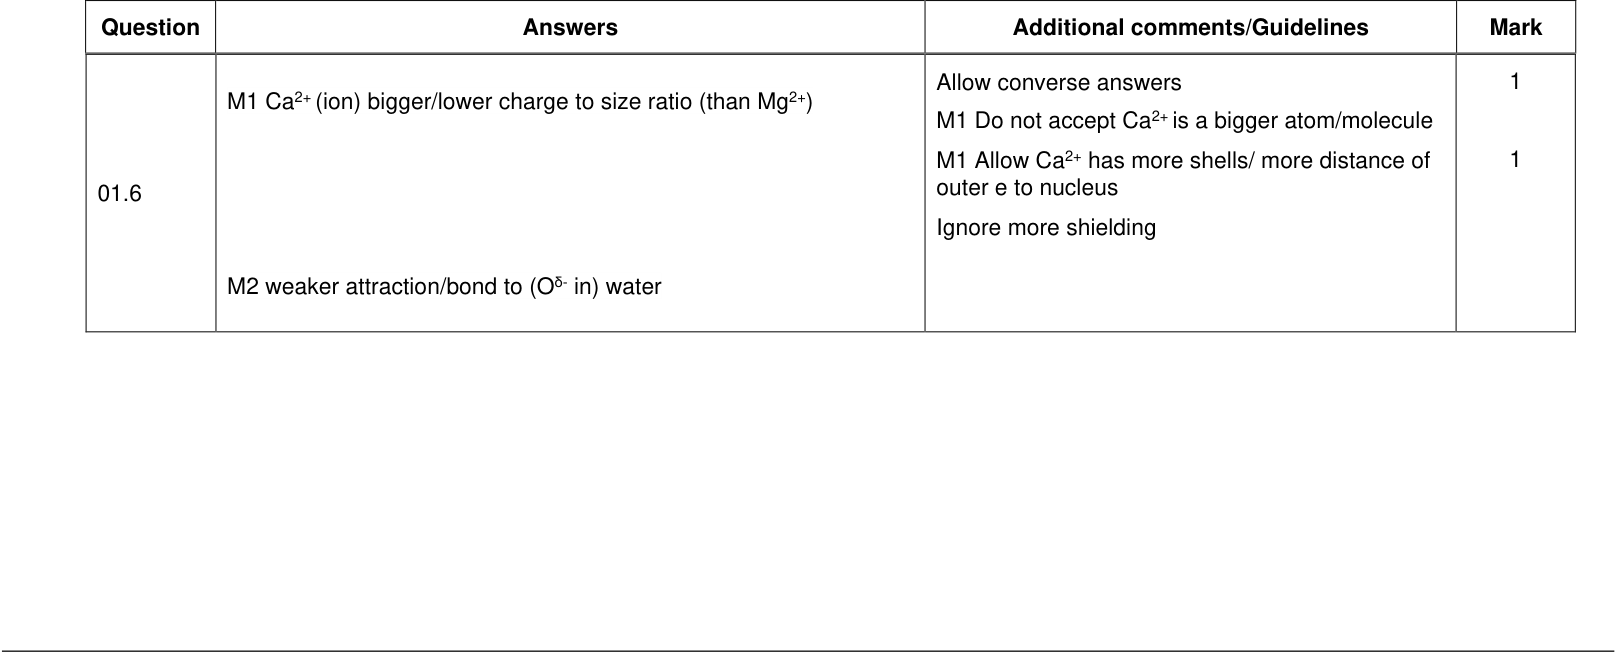 Question Answers Additional comments/Guidelines Mark
01.6
M1 Ca²⁺ (ion) bigger/lower charge to size ratio (than Mg²⁺)
M2 weaker attraction/bond to (Oᵟ⁻ in) water
Allow converse answers
M1 Do not accept Ca²⁺ is a bigger atom/molecule
M1 Allow Ca²⁺ has more shells/ more distance of
outer e to nucleus
Ignore more shielding
1
1